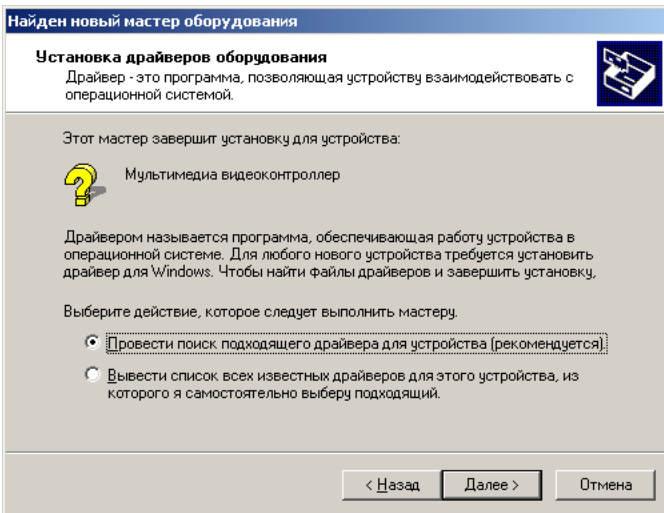 Найден новый мастер оборудования
Установка драйверов оборудования
Драйвер - это программа, позволяющая устройству взаимодействовать с
операционной системой.
Этот мастер завершит установку для устройства:
Мультимедиа видеоконтроллер
Драйвером называется программа, обеспечивающая работу устройства в
операционной системе. Для любого нового устройства требуется установить
драйвер для Windows. Чтобы найти файлы драйверов и завершить установку,
Выберите действие, которое следует выполнить мастеру.
Провести поиск подходящего драйвера для устройства (рекомендуется).
Вывести список всех известных драйверов для этого устройства, из
которого я самостоятельно выберу подходящий.
< Назад Далее > Отмена